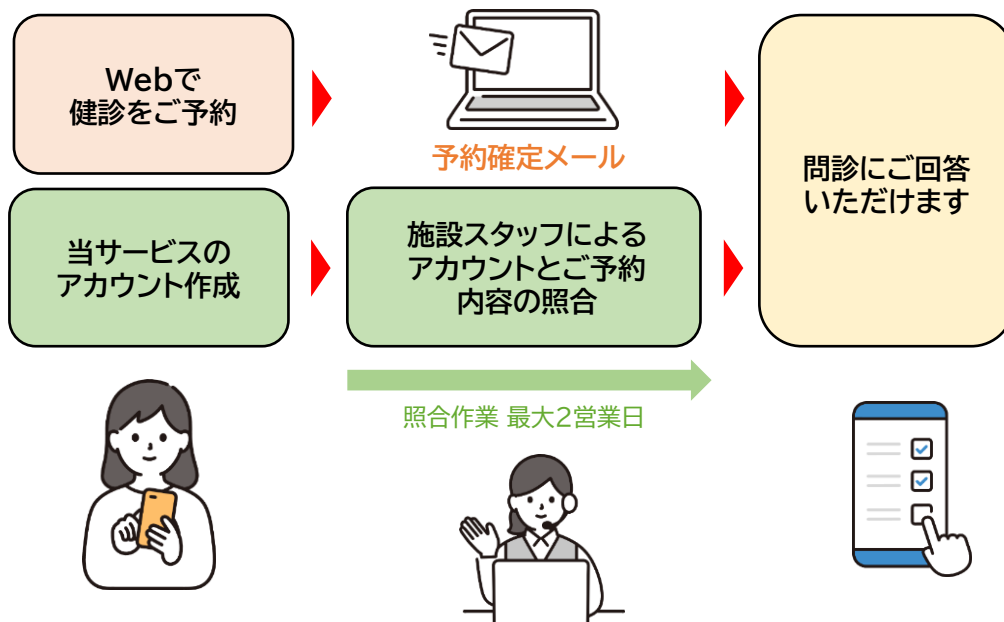 Webで
健診をご予約
予約確定メール
問診にご回答
いただけます
当サービスの
アカウント作成
施設スタッフによる
アカウントとご予約
内容の照合
照合作業 最大2営業日